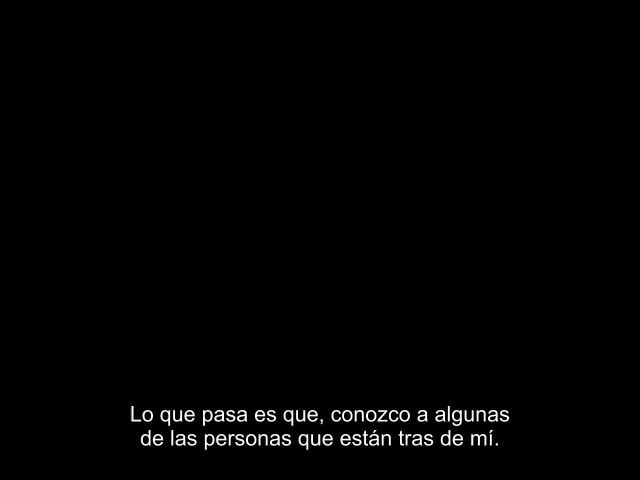 Lo que pasa es que, conozco a algunas
de las personas que están tras de mí.